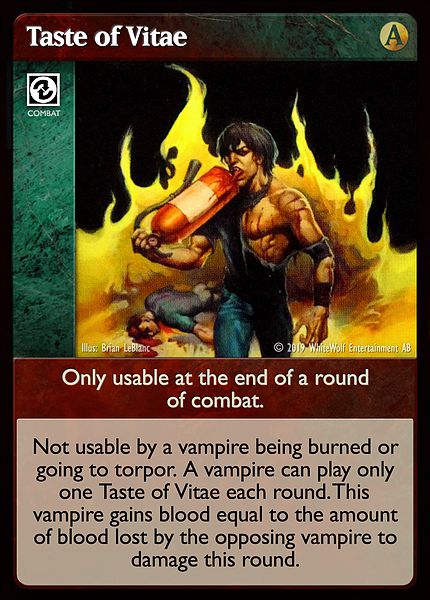 Taste of Vitae
A
COMBAT
Illus: Brian LeBlanc
© 2019 WhiteWolf Entertainment AB
Only usable at the end of a round
of combat.
Not usable by a vampire being burned or
going to torpor. A vampire can play only
one Taste of Vitae each round.This
vampire gains blood equal to the amount
of blood lost by the opposing vampire to
damage this round.